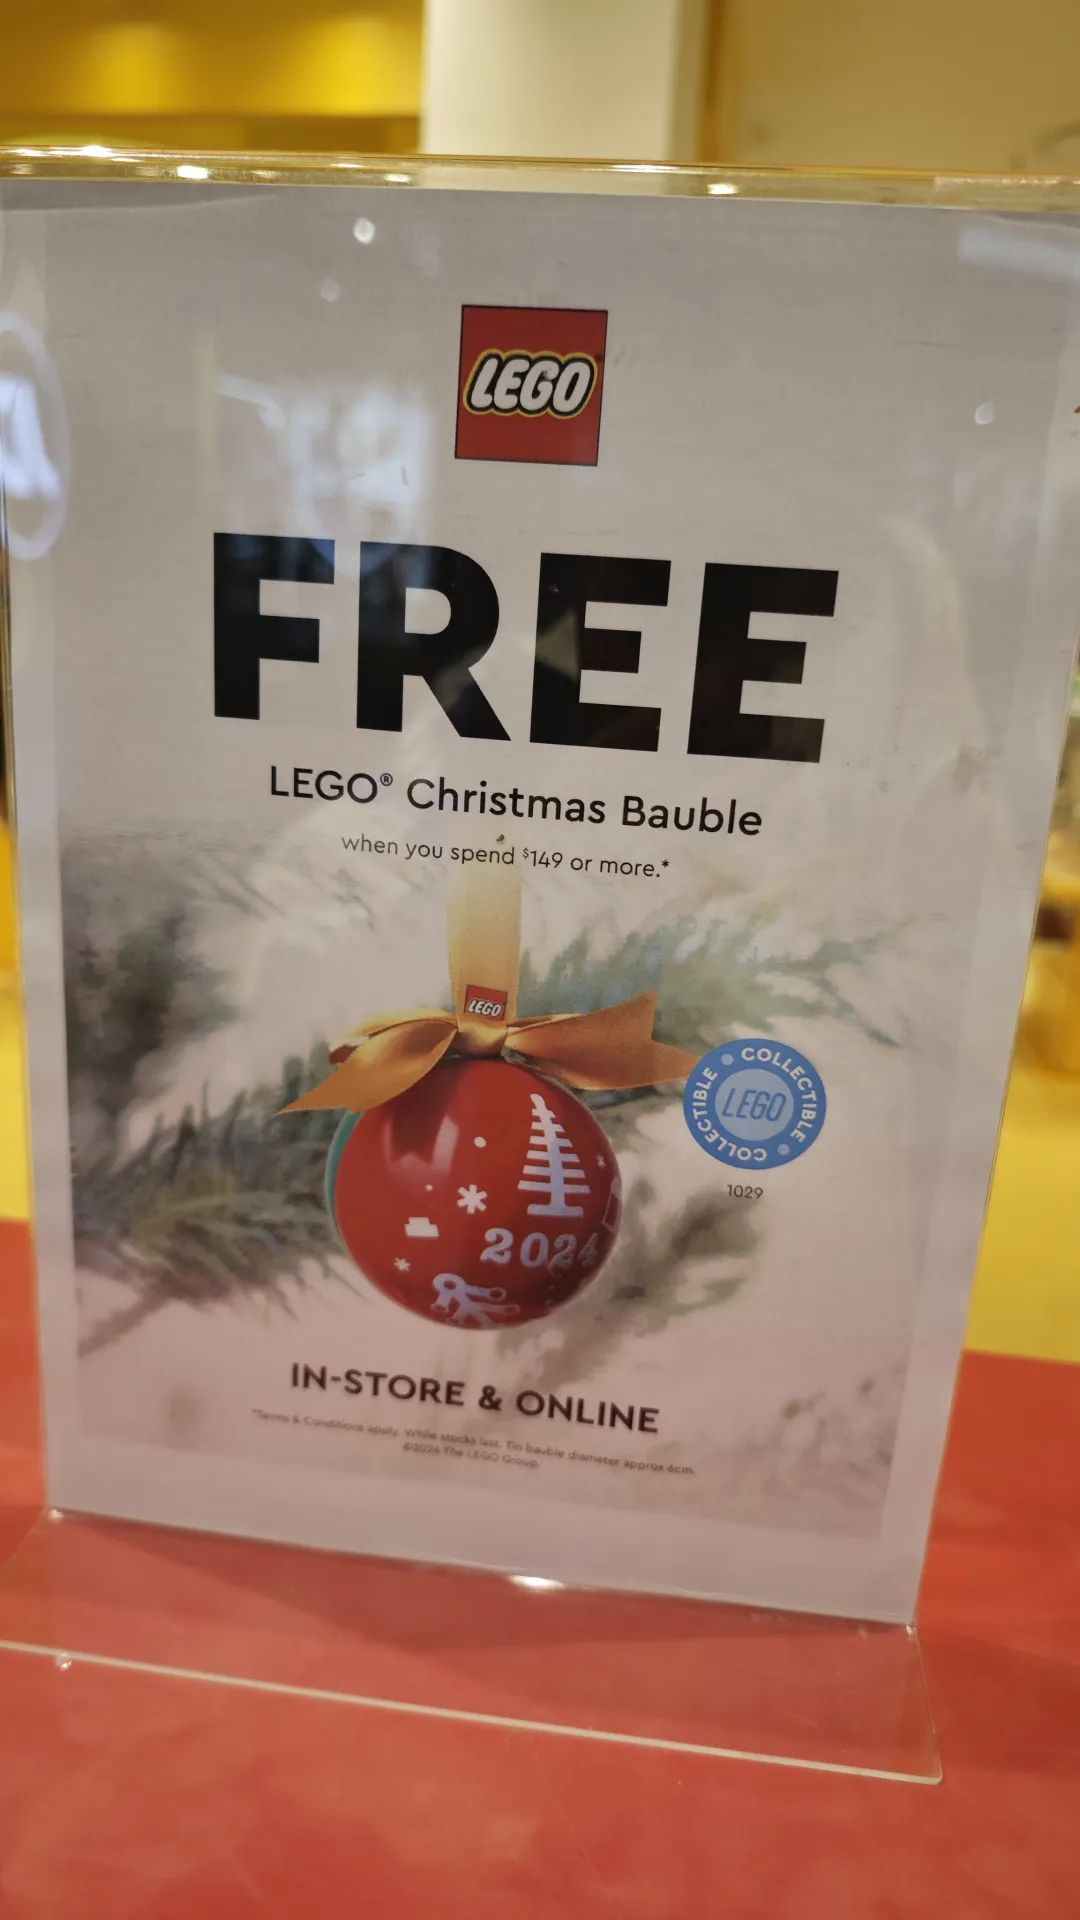 LEGO
FREE
LEGO® Christmas Bauble
when you spend $149 or more.*
LEGO
2024
COLLECTIBLE
LEGO
COLLECTIBLE
COLLECTIBLE
1029
IN-STORE & ONLINE
*Terms & Conditions apply. While stocks last. Tin bauble diameter approx 6cm.
©2024 The LEGO Group.